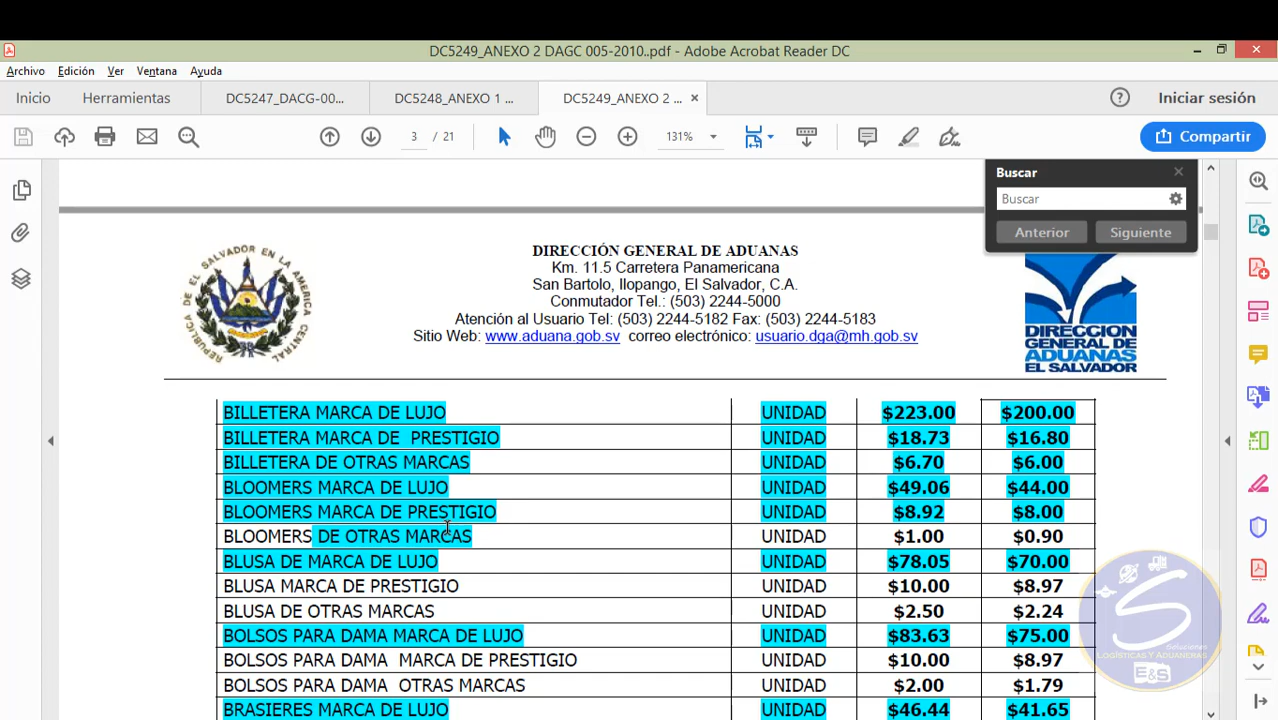 DC5249_ANEXO 2 DAGC 005-2010..pdf - Adobe Acrobat Reader DC
Archivo Edición Ver Ventana Ayuda
Inicio Herramientas DC5247_DACG-00... DC5248_ANEXO 1 ... DC5249_ANEXO 2 ... ×
Iniciar sesión
3 / 21 131% Compartir
Buscar
Buscar
Anterior Siguiente
REPUBLICA DE EL SALVADOR EN LA AMERICA CENTRAL
DIRECCIÓN GENERAL DE ADUANAS
Km. 11.5 Carretera Panamericana
San Bartolo, Ilopango, El Salvador, C.A.
Conmutador Tel.: (503) 2244-5000
Atención al Usuario Tel: (503) 2244-5182 Fax: (503) 2244-5183
Sitio Web: www.aduana.gob.sv correo electrónico: usuario.dga@mh.gob.sv
DIRECCION
GENERAL DE
ADUANAS
EL SALVADOR
BILLETERA MARCA DE LUJO UNIDAD $223.00 $200.00
BILLETERA MARCA DE PRESTIGIO UNIDAD $18.73 $16.80
BILLETERA DE OTRAS MARCAS UNIDAD $6.70 $6.00
BLOOMERS MARCA DE LUJO UNIDAD $49.06 $44.00
BLOOMERS MARCA DE PRESTIGIO UNIDAD $8.92 $8.00
BLOOMERS DE OTRAS MARCAS UNIDAD $1.00 $0.90
BLUSA DE MARCA DE LUJO UNIDAD $78.05 $70.00
BLUSA MARCA DE PRESTIGIO UNIDAD $10.00 $8.97
BLUSA DE OTRAS MARCAS UNIDAD $2.50 $2.24
BOLSOS PARA DAMA MARCA DE LUJO UNIDAD $83.63 $75.00
BOLSOS PARA DAMA MARCA DE PRESTIGIO UNIDAD $10.00 $8.97
BOLSOS PARA DAMA OTRAS MARCAS UNIDAD $2.00 $1.79
BRASIERES MARCA DE LUJO UNIDAD $46.44 $41.65
S
Soluciones
LOGÍSTICAS Y ADUANERAS
E&S